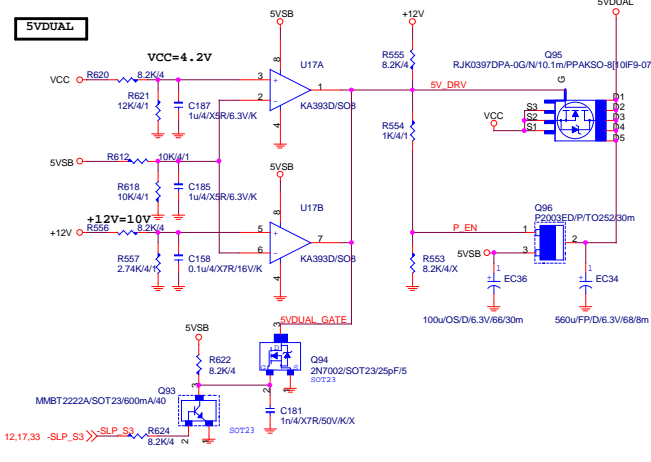 5VDUAL
5VSB
+12V
5VDUAL
VCC=4.2V
VCC
R620
8.2K/4
R621
12K/4/1
C187
1u/4/X5R/6.3V/K
3
2
8
4
1
U17A
KA393D/SO8
R555
8.2K/4
5V_DRV
Q95
RJK0397DPA-0G/N/10.1m/PPAKSO-8[10IF9-07
G
S3
S2
S1
D1
D2
D3
D4
D5
VCC
R554
1K/4/1
5VSB
R612
10K/4/1
R618
10K/4/1
C185
1u/4/X5R/6.3V/K
5VSB
+12V=10V
+12V
R556
8.2K/4
R557
2.74K/4/1
C158
0.1u/4/X7R/16V/K
5
6
8
4
7
U17B
KA393D/SO8
P_EN
Q96
P2003ED/P/TO252/30m
1
3
2
5VSB
R553
8.2K/4/X
1
EC36
100u/OS/D/6.3V/66/30m
1
EC34
560u/FP/D/6.3V/68/8m
5VDUAL_GATE
3
D
G
S
Q94
2N7002/SOT23/25pF/5
SOT23
5VSB
R622
8.2K/4
Q93
MMBT2222A/SOT23/600mA/40
3
2
1
SOT23
C181
1n/4/X7R/50V/K/X
12,17,33 -SLP_S3
-SLP_S3
R624
8.2K/4